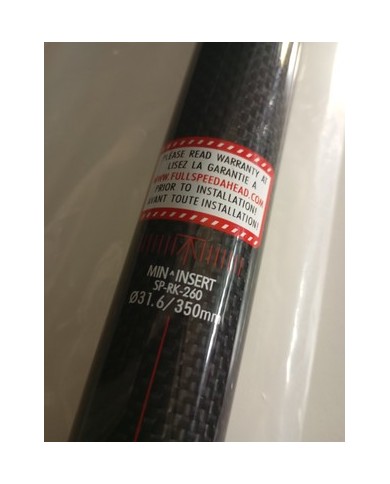 PLEASE READ WARRANTY AT
LISEZ LA GARANTIE À
WWW.FULLSPEEDAHEAD.COM
PRIOR TO INSTALLATION!
AVANT TOUTE INSTALLATION!
MIN INSERT
SP-RK-260
Ø31.6/350mm